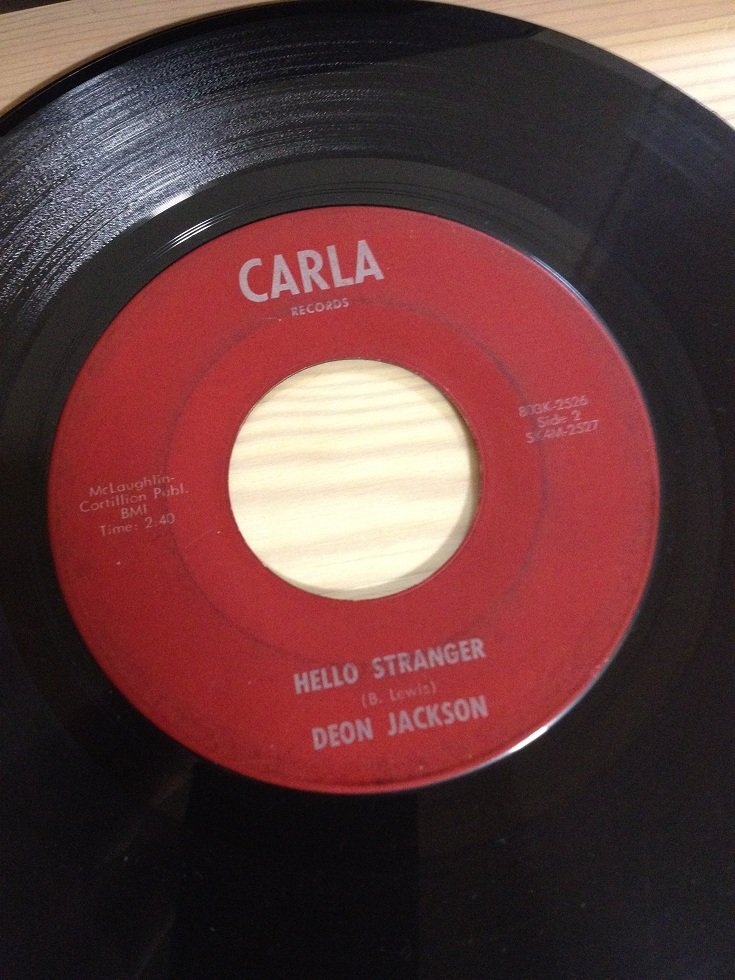 CARLA
RECORDS
McLaughlin-
Cortillion Publ.
BMI
Time: 2:40
Side 2
HELLO STRANGER
(B. Lewis)
DEON JACKSON